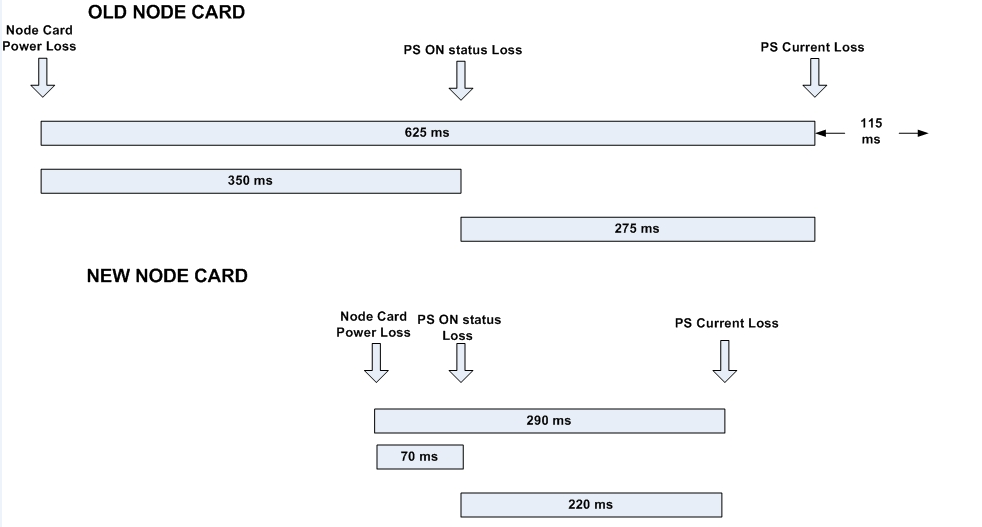 OLD NODE CARD
Node Card
Power Loss
PS ON status Loss
PS Current Loss
625 ms
115
ms
350 ms
275 ms
NEW NODE CARD
Node Card
Power Loss
PS ON status
Loss
PS Current Loss
290 ms
70 ms
220 ms